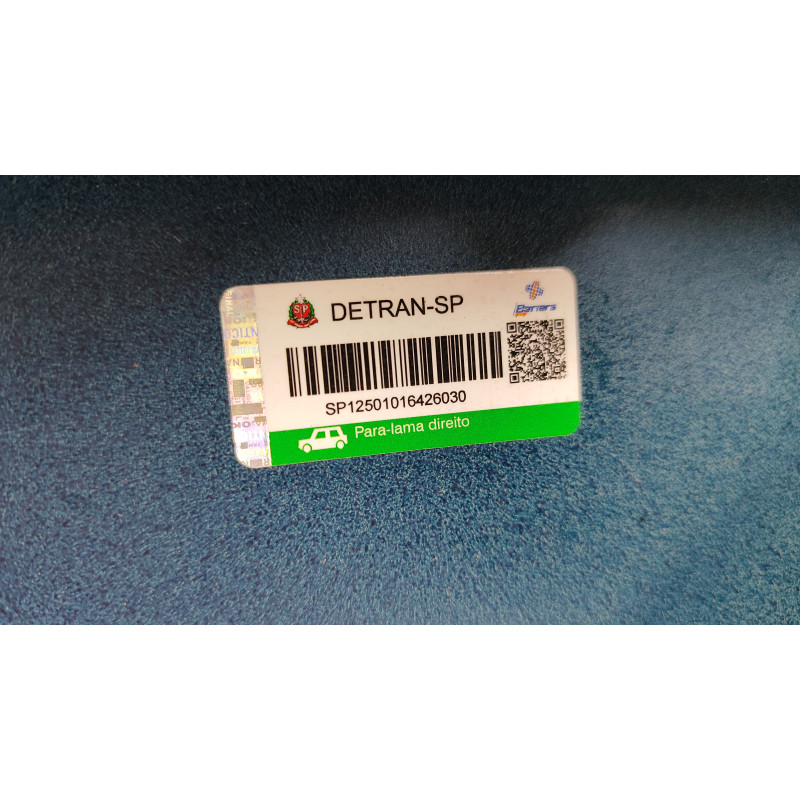 DETRAN-SP
SP12501016426030
Para-lama direito